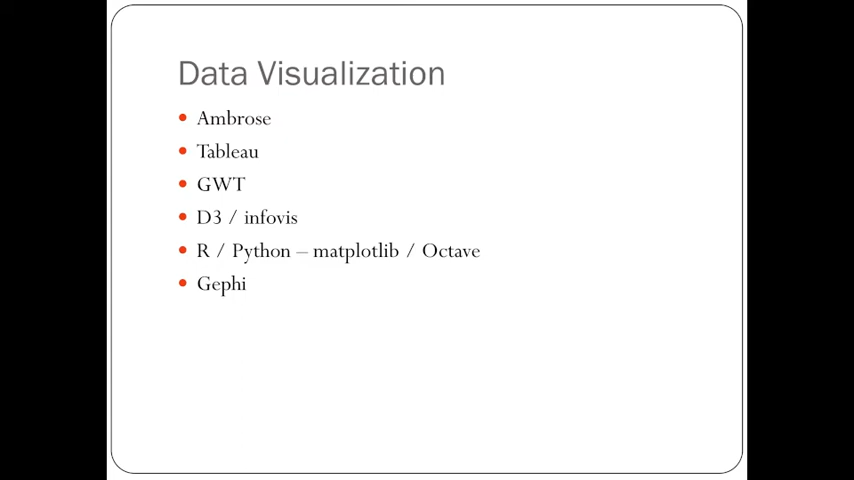 Data Visualization
Ambrose
Tableau
GWT
D3 / infovis
R / Python – matplotlib / Octave
Gephi